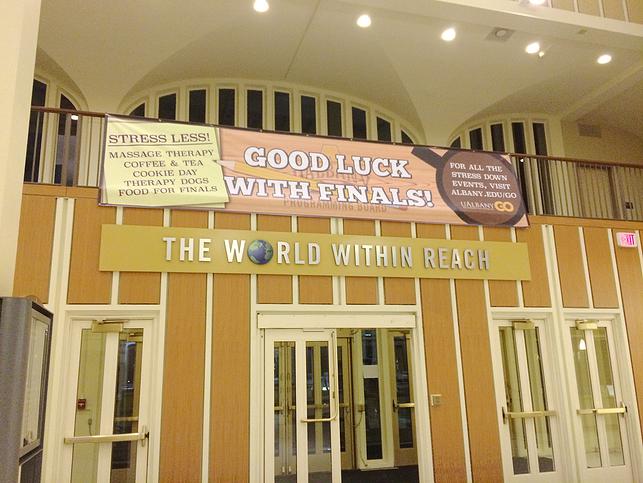 STRESS LESS!
MASSAGE THERAPY
COFFEE & TEA
COOKIE DAY
THERAPY DOGS
FOOD FOR FINALS
GOOD LUCK
WITH FINALS!
PROGRAMMING BOARD
FOR ALL THE
STRESS DOWN
EVENTS, VISIT
ALBANY.EDU/GO
UALBANY GO
THE WORLD WITHIN REACH
EXIT